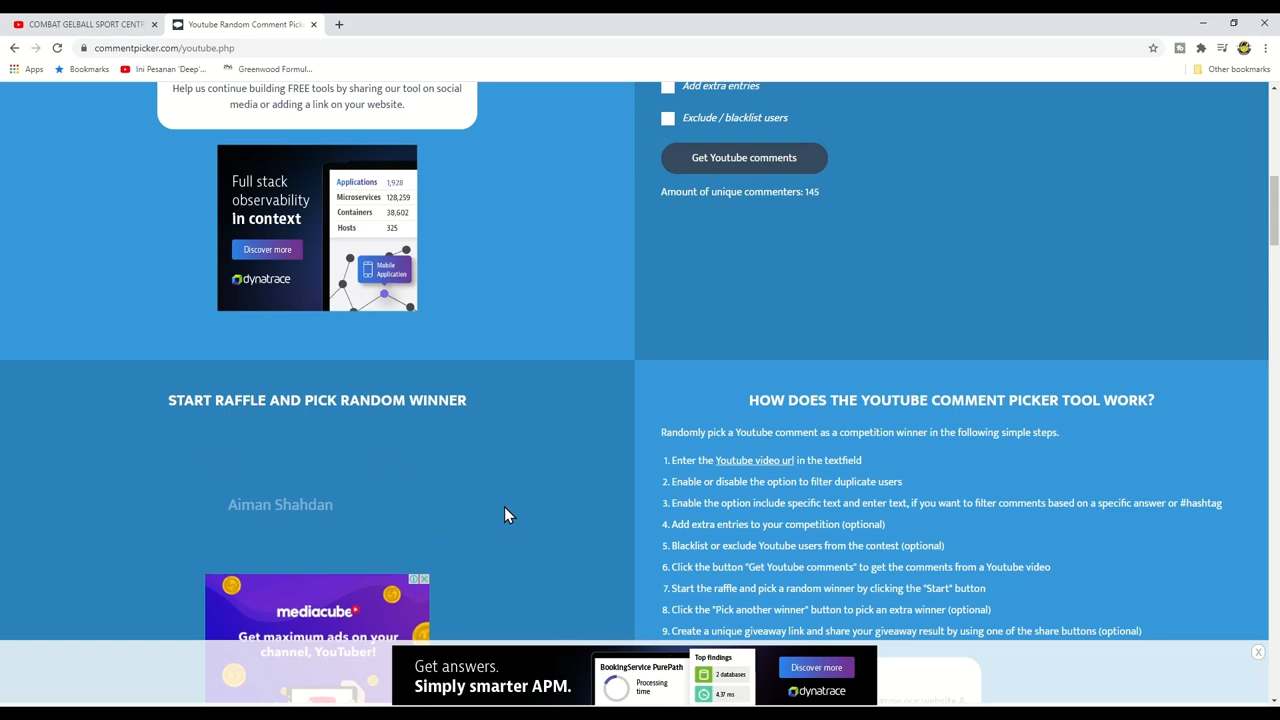 COMBAT GELBALL SPORT CENTR
Youtube Random Comment Pick
commentpicker.com/youtube.php
Apps
Bookmarks
Ini Pesanan 'Deep'...
Greenwood Formul...
Other bookmarks
Help us continue building FREE tools by sharing our tool on social
media or adding a link on your website.
Full stack
observability
in context
Discover more
dynatrace
Applications 1,928
Microservices 128,259
Containers 38,602
Hosts 325
Mobile
Application
Add extra entries
Exclude / blacklist users
Get Youtube comments
Amount of unique commenters: 145
START RAFFLE AND PICK RANDOM WINNER
Aiman Shahdan
mediacube
Get maximum ads on your
channel, YouTuber!
HOW DOES THE YOUTUBE COMMENT PICKER TOOL WORK?
Randomly pick a Youtube comment as a competition winner in the following simple steps.
1. Enter the Youtube video url in the textfield
2. Enable or disable the option to filter duplicate users
3. Enable the option include specific text and enter text, if you want to filter comments based on a specific answer or #hashtag
4. Add extra entries to your competition (optional)
5. Blacklist or exclude Youtube users from the contest (optional)
6. Click the button "Get Youtube comments" to get the comments from a Youtube video
7. Start the raffle and pick a random winner by clicking the "Start" button
8. Click the "Pick another winner" button to pick an extra winner (optional)
9. Create a unique giveaway link and share your giveaway result by using one of the share buttons (optional)
Get answers.
Simply smarter APM.
BookingService PurePath
Processing
time
Top findings
2 databases
4.37 ms
Discover more
dynatrace